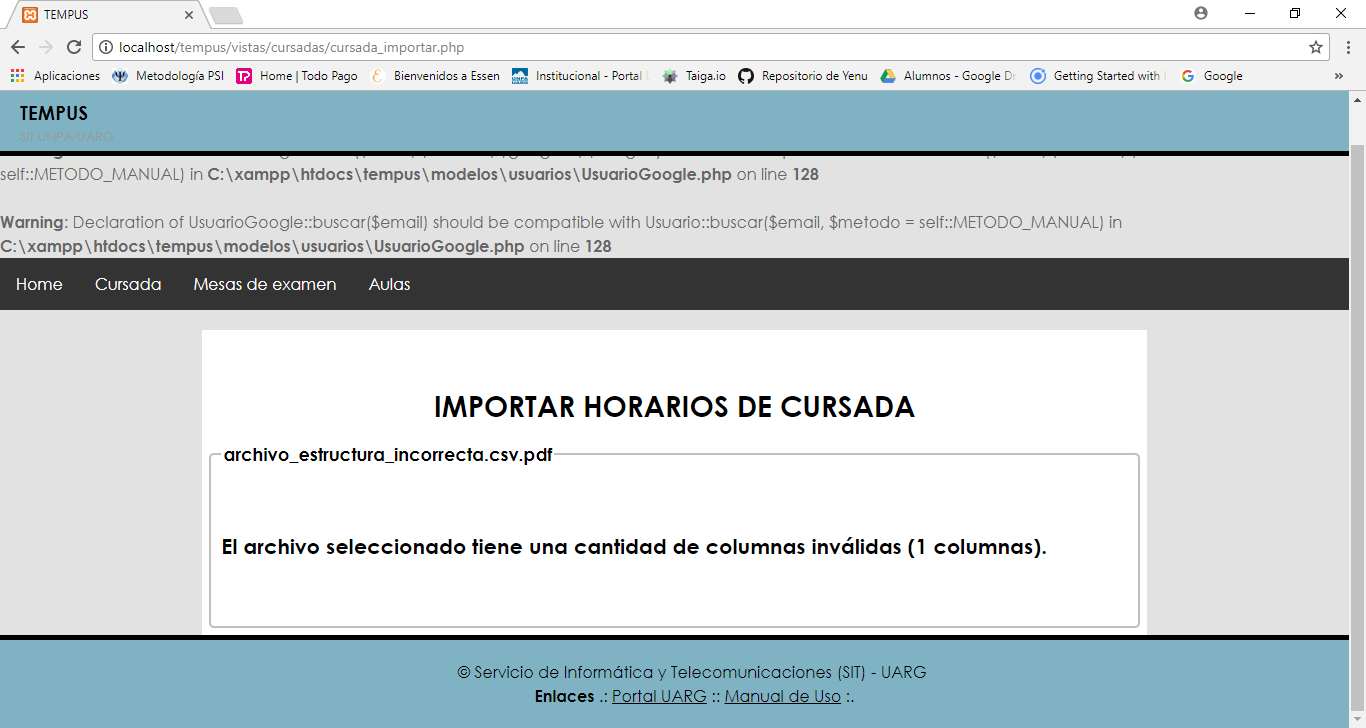 TEMPUS
localhost/tempus/vistas/cursadas/cursada_importar.php
Aplicaciones Metodología PSI Home | Todo Pago Bienvenidos a Essen Institucional - Portal Taiga.io Repositorio de Yenu Alumnos - Google Dr Getting Started with Google »
TEMPUS
SIT-UNPA-UARG
self::METODO_MANUAL) in C:\xampp\htdocs\tempus\modelos\usuarios\UsuarioGoogle.php on line 128
Warning: Declaration of UsuarioGoogle::buscar($email) should be compatible with Usuario::buscar($email, $metodo = self::METODO_MANUAL) in
C:\xampp\htdocs\tempus\modelos\usuarios\UsuarioGoogle.php on line 128
Home Cursada Mesas de examen Aulas
IMPORTAR HORARIOS DE CURSADA
archivo_estructura_incorrecta.csv.pdf
El archivo seleccionado tiene una cantidad de columnas inválidas (1 columnas).
© Servicio de Informática y Telecomunicaciones (SIT) - UARG
Enlaces .: Portal UARG :: Manual de Uso :.